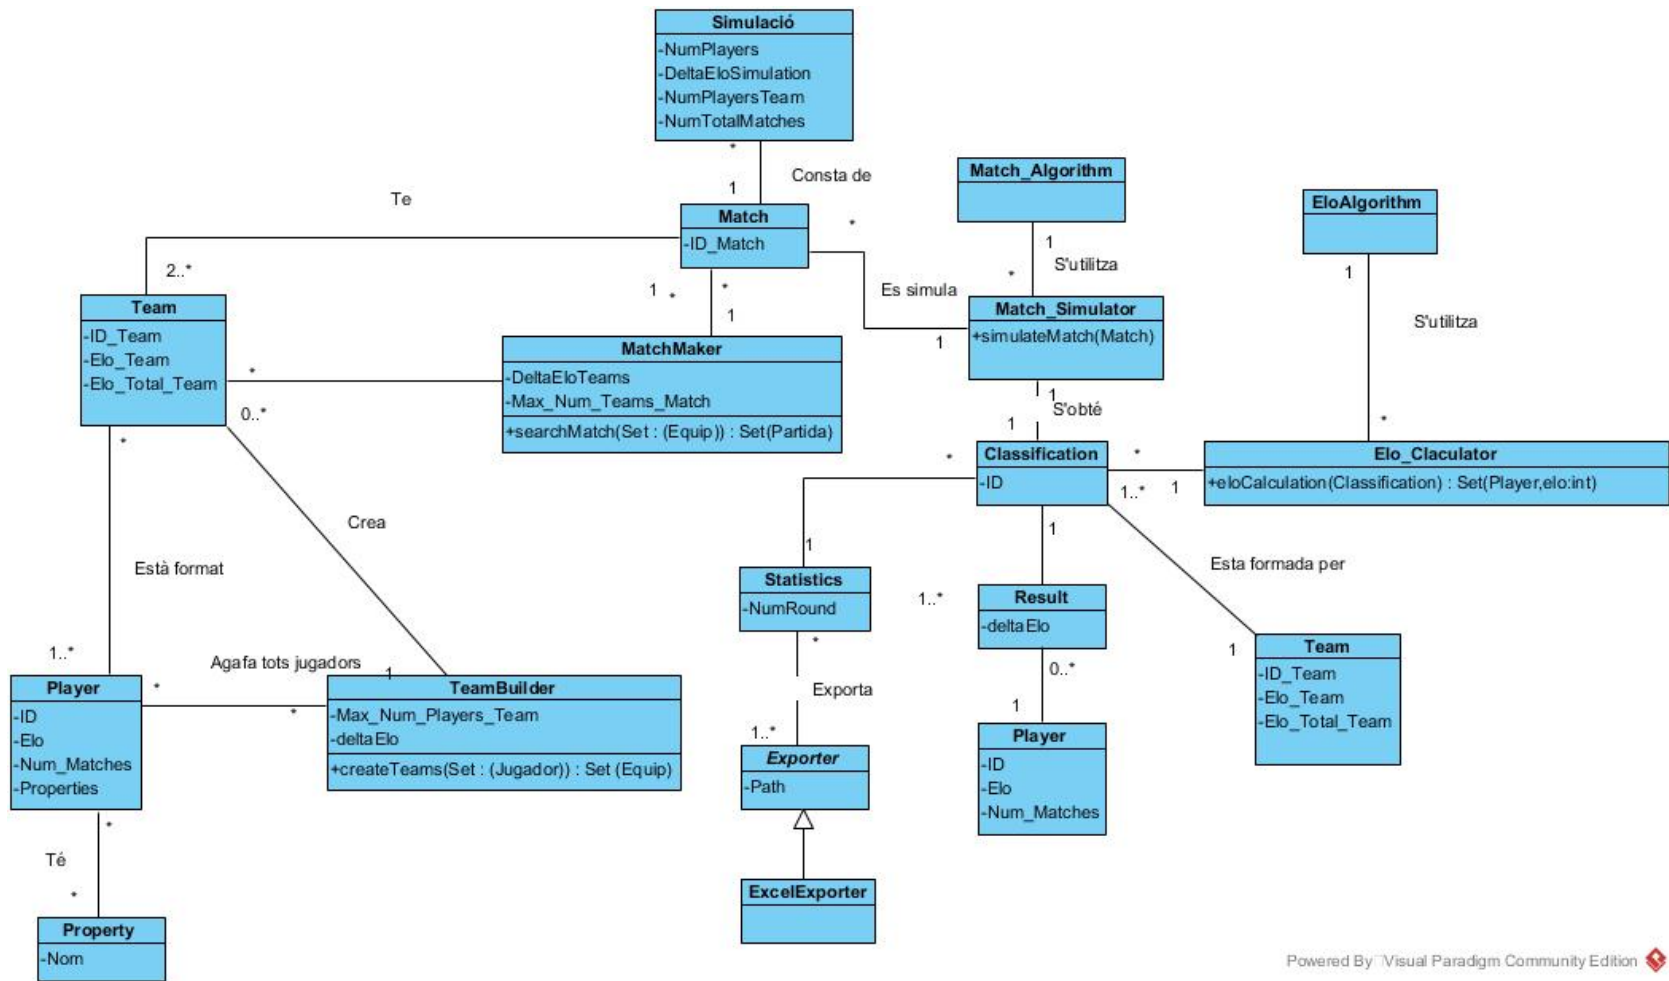 Simulació
-NumPlayers
-DeltaEloSimulation
-NumPlayersTeam
-NumTotalMatches
*
1
Consta de
Te
Match
-ID_Match
*
2..*
1
*
*
1
Match_Algorithm
1
S'utilitza
*
EloAlgorithm
1
S'utilitza
*
Es simula
1
Match_Simulator
+simulateMatch(Match)
1
S'obté
1
Team
-ID_Team
-Elo_Team
-Elo_Total_Team
*
0..*
*
MatchMaker
-DeltaEloTeams
-Max_Num_Teams_Match
+searchMatch(Set : (Equip)) : Set(Partida)
Classification
-ID
*
*
1..*
1
Elo_Claculator
+eloCalculation(Classification) : Set(Player,elo:int)
Crea
Està format
1..*
Agafa tots jugadors
1
*
*
Player
-ID
-Elo
-Num_Matches
-Properties
TeamBuilder
-Max_Num_Players_Team
-deltaElo
+createTeams(Set : (Jugador)) : Set (Equip)
*
Té
*
Property
-Nom
1
Statistics
-NumRound
*
Exporta
1..*
Exporter
-Path
ExcelExporter
1
1..*
Result
-deltaElo
0..*
1
Player
-ID
-Elo
-Num_Matches
Esta formada per
1
Team
-ID_Team
-Elo_Team
-Elo_Total_Team
Powered By Visual Paradigm Community Edition